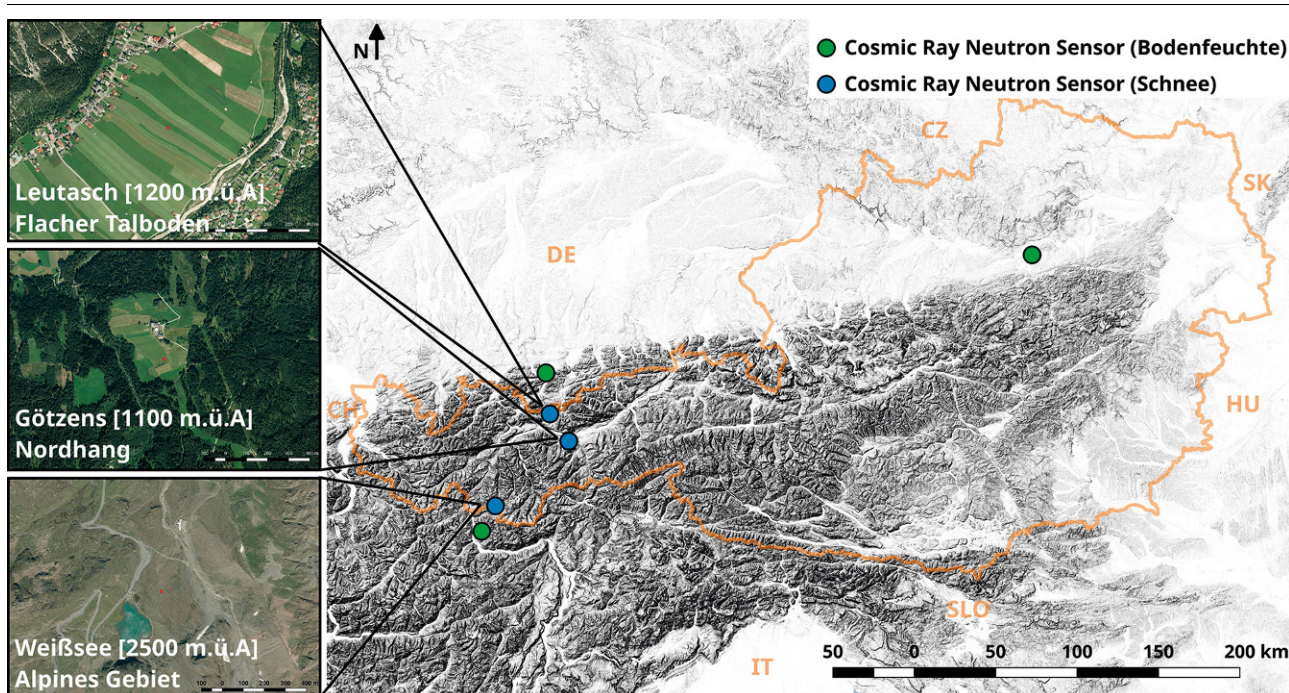 Leutasch [1200 m.ü.A]
Flacher Talboden
Götzens [1100 m.ü.A]
Nordhang
Weißsee [2500 m.ü.A]
Alpines Gebiet
N
Cosmic Ray Neutron Sensor (Bodenfeuchte)
Cosmic Ray Neutron Sensor (Schnee)
CZ
SK
DE
CH
HU
SLO
IT
50 0 50 100 150 200 km